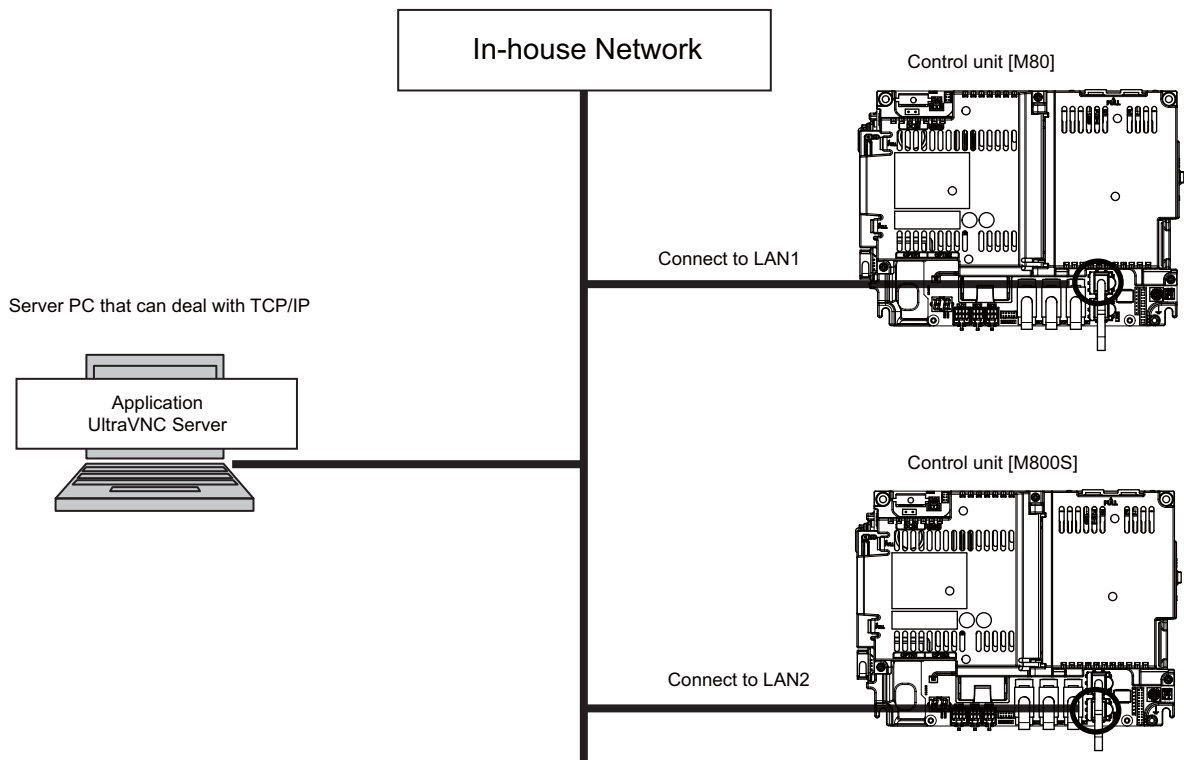 In-house Network
Control unit [M80]
Connect to LAN1
Server PC that can deal with TCP/IP
Application
UltraVNC Server
Control unit [M800S]
Connect to LAN2